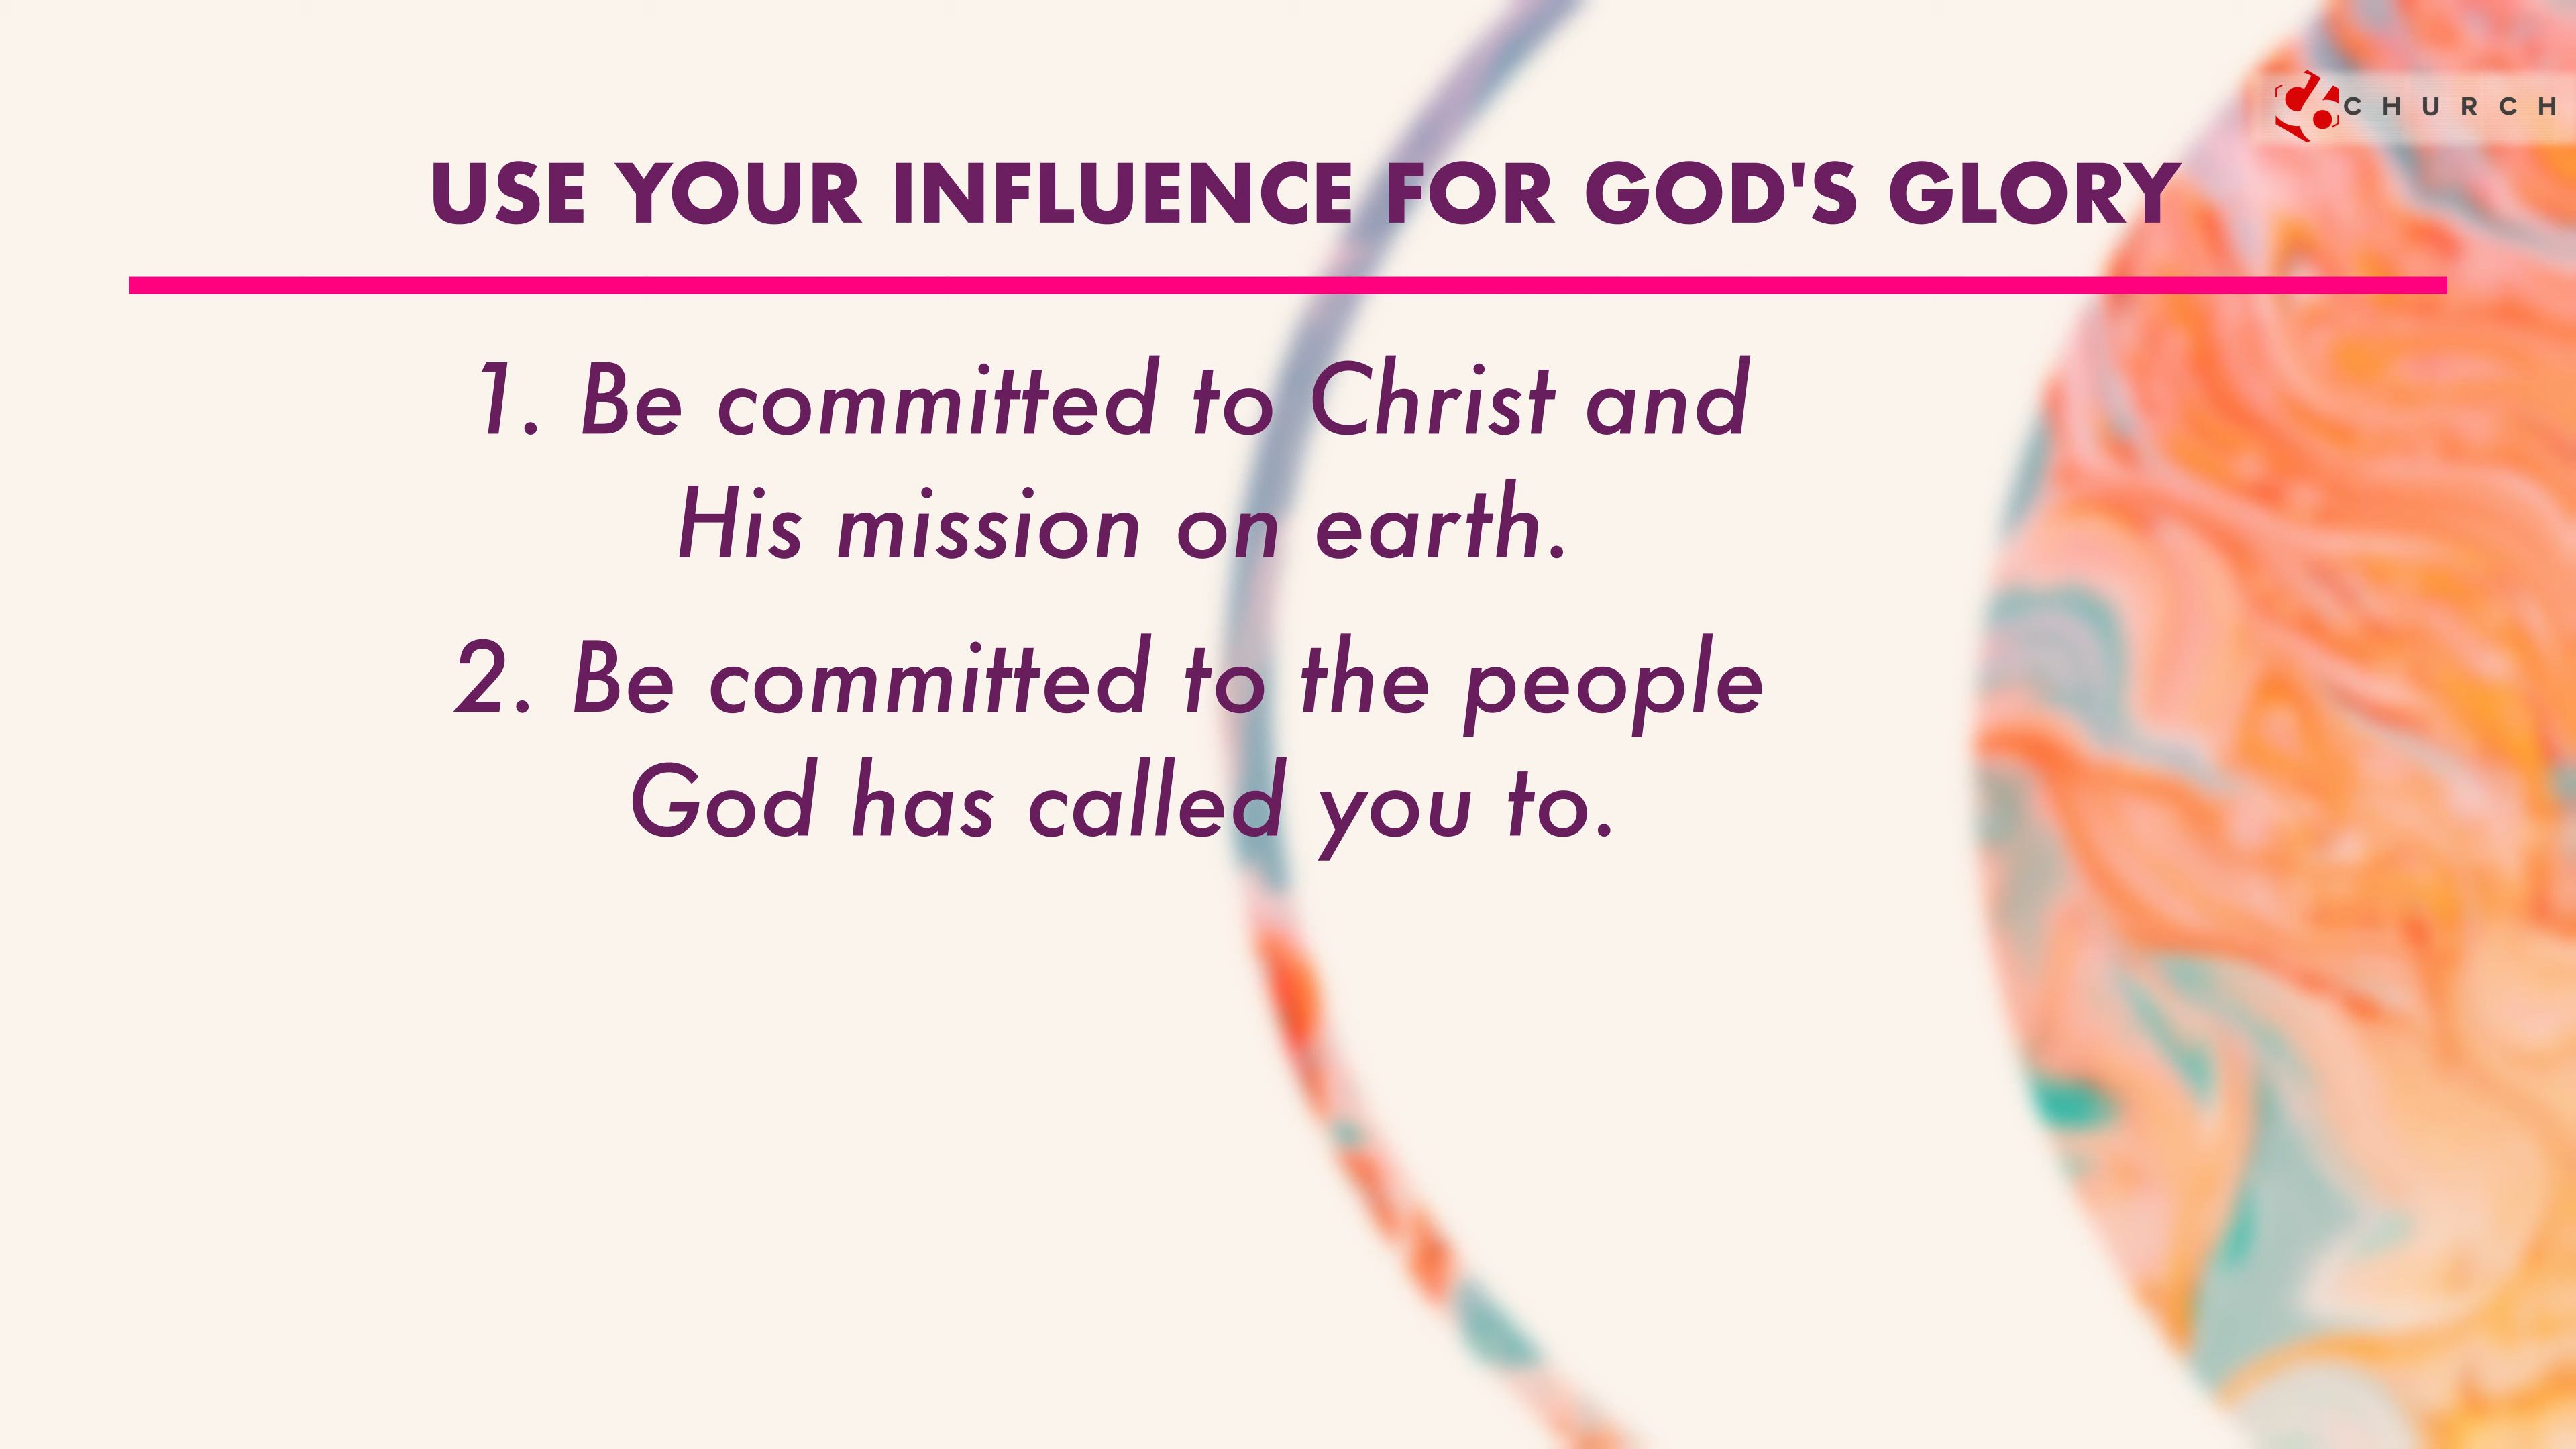 d6 CHURCH
USE YOUR INFLUENCE FOR GOD'S GLORY
1. Be committed to Christ and
His mission on earth.
2. Be committed to the people
God has called you to.